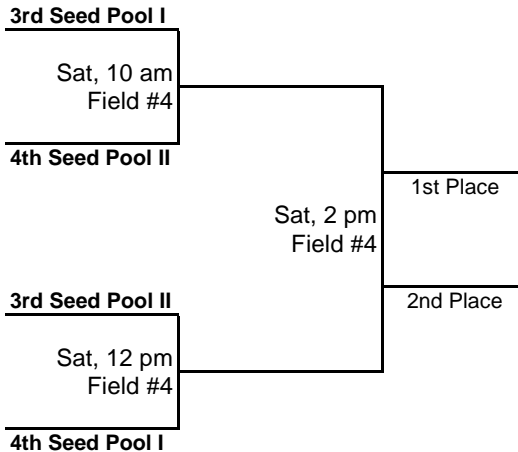 3rd Seed Pool I
Sat, 10 am
Field #4
4th Seed Pool II
1st Place
Sat, 2 pm
Field #4
2nd Place
3rd Seed Pool II
Sat, 12 pm
Field #4
4th Seed Pool I